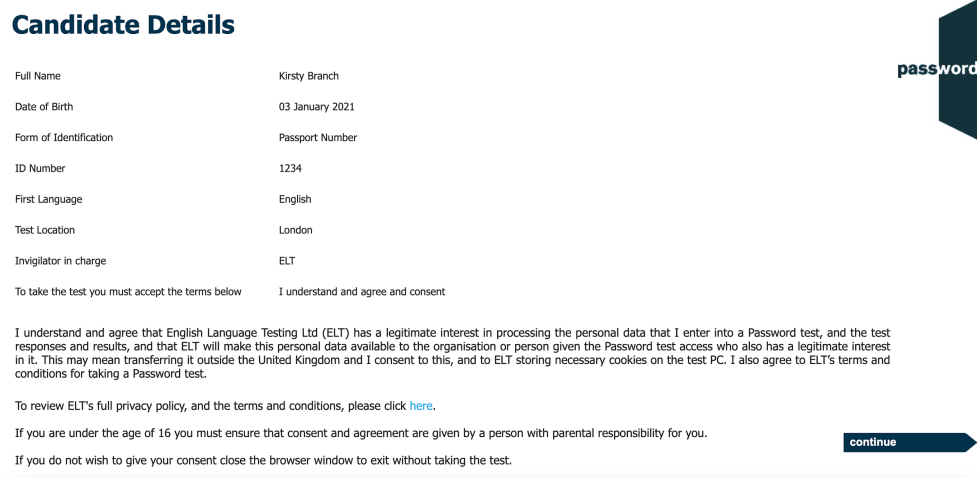 Candidate Details
password
Full Name Kirsty Branch
Date of Birth 03 January 2021
Form of Identification Passport Number
ID Number 1234
First Language English
Test Location London
Invigilator in charge ELT
To take the test you must accept the terms below I understand and agree and consent
I understand and agree that English Language Testing Ltd (ELT) has a legitimate interest in processing the personal data that I enter into a Password test, and the test
responses and results, and that ELT will make this personal data available to the organisation or person given the Password test access who also has a legitimate interest
in it. This may mean transferring it outside the United Kingdom and I consent to this, and to ELT storing necessary cookies on the test PC. I also agree to ELT's terms and
conditions for taking a Password test.
To review ELT's full privacy policy, and the terms and conditions, please click here.
If you are under the age of 16 you must ensure that consent and agreement are given by a person with parental responsibility for you.
continue
If you do not wish to give your consent close the browser window to exit without taking the test.